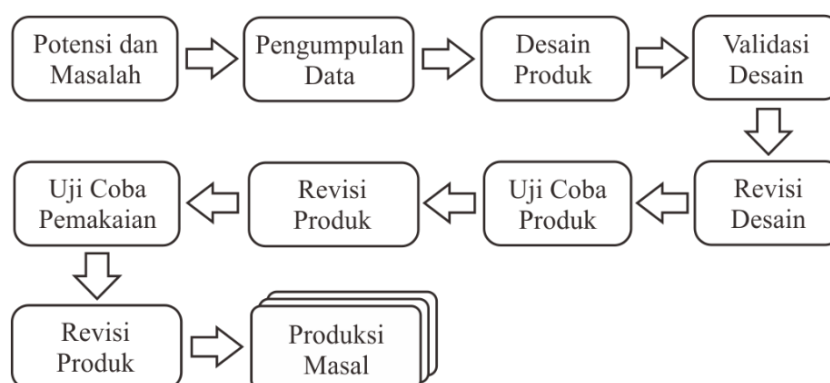 Potensi dan
Masalah
Pengumpulan
Data
Desain
Produk
Validasi
Desain
Revisi
Desain
Uji Coba
Produk
Revisi
Produk
Uji Coba
Pemakaian
Revisi
Produk
Produksi
Masal